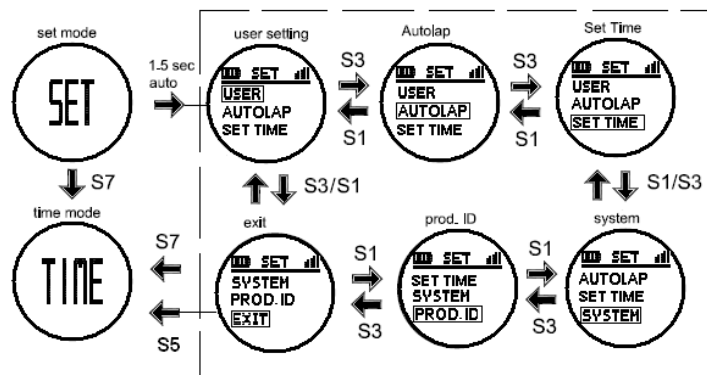 set mode
SET
1-5 sec
auto
user setting
SET
USER
AUTOLAP
SET TIME
S3
S1
Autolap
SET
USER
AUTOLAP
SET TIME
S3
S1
Set Time
SET
USER
AUTOLAP
SET TIME
S7
S3/S1
S1/S3
time mode
TIME
S7
S5
exit
SET
SYSTEM
PROD.ID
EXIT
S1
S3
prod. ID
SET
SET TIME
SYSTEM
PROD.ID
S1
S3
system
SET
AUTOLAP
SET TIME
SYSTEM